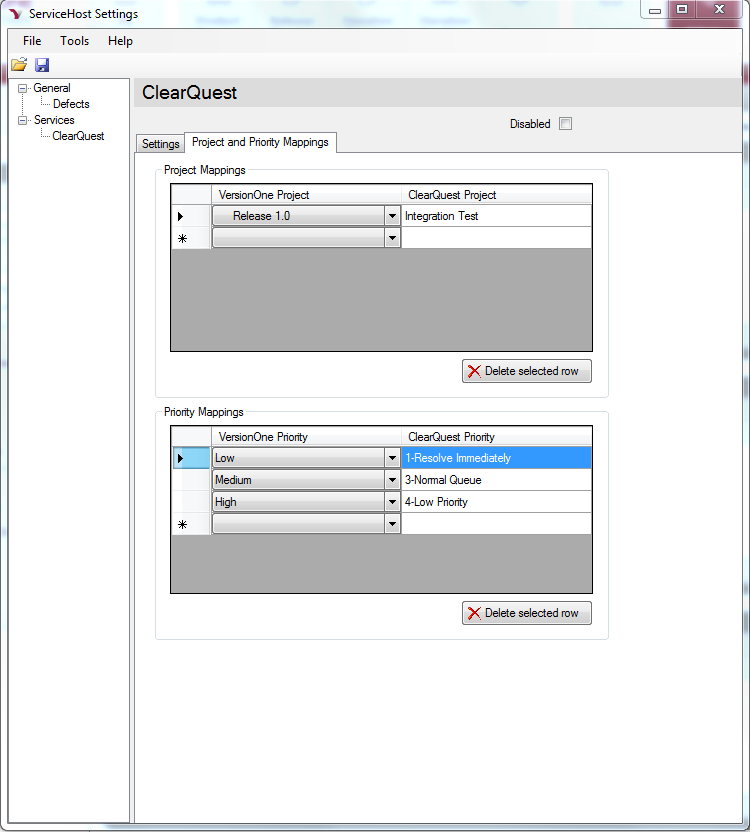 ServiceHost Settings
File Tools Help
General
Defects
Services
ClearQuest
ClearQuest
Disabled
Settings Project and Priority Mappings
Project Mappings
VersionOne Project ClearQuest Project
Release 1.0 Integration Test
Delete selected row
Priority Mappings
VersionOne Priority ClearQuest Priority
Low 1-Resolve Immediately
Medium 3-Normal Queue
High 4-Low Priority
Delete selected row